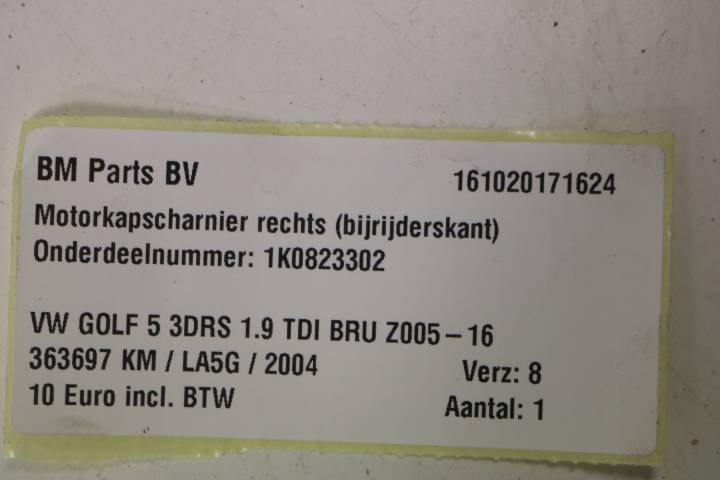 BM Parts BV 161020171624
Motorkapscharnier rechts (bijrijderskant)
Onderdeelnummer: 1K0823302
VW GOLF 5 3DRS 1.9 TDI BRU Z005-16
363697 KM / LA5G / 2004 Verz: 8
10 Euro incl. BTW Aantal: 1